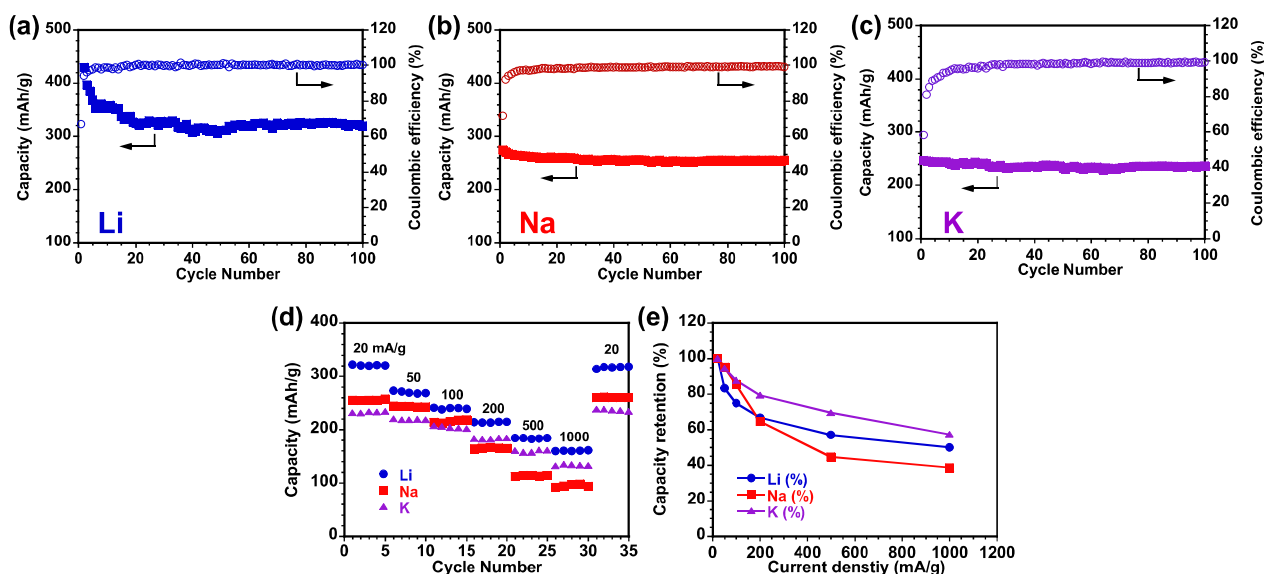 (a)
500
400
300
200
100
Capacity (mAh/g)
120
100
80
60
40
20
0
Coulombic efficiency (%)
Li
0 20 40 60 80 100
Cycle Number
(b)
500
400
300
200
100
Capacity (mAh/g)
120
100
80
60
40
20
0
Coulombic efficiency (%)
Na
0 20 40 60 80 100
Cycle Number
(c)
500
400
300
200
100
Capacity (mAh/g)
120
100
80
60
40
20
0
Coulombic efficiency (%)
K
0 20 40 60 80 100
Cycle Number
(d)
400
300
200
100
0
Capacity (mAh/g)
20 mA/g
50
100
200
500
1000
20
Li
Na
K
0 5 10 15 20 25 30 35
Cycle Number
(e)
120
100
80
60
40
20
0
Capacity retention (%)
Li (%)
Na (%)
K (%)
0 200 400 600 800 1000 1200
Current denstiy (mA/g)